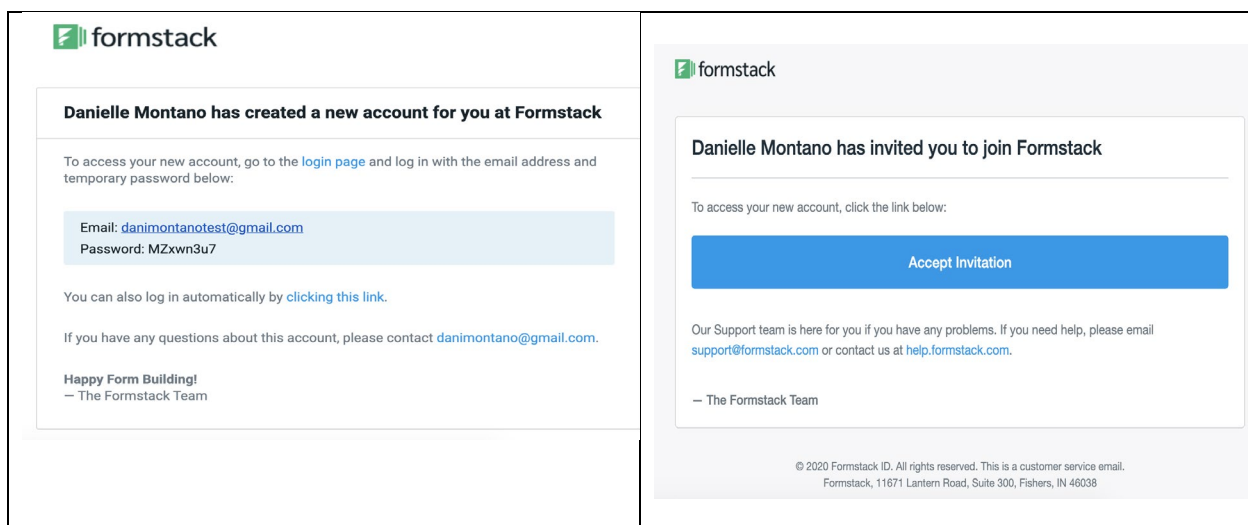 formstack
Danielle Montano has created a new account for you at Formstack
To access your new account, go to the login page and log in with the email address and
temporary password below:
Email: danimontanotest@gmail.com
Password: MZxwn3u7
You can also log in automatically by clicking this link.
If you have any questions about this account, please contact danimontano@gmail.com.
Happy Form Building!
— The Formstack Team
formstack
Danielle Montano has invited you to join Formstack
To access your new account, click the link below:
Accept Invitation
Our Support team is here for you if you have any problems. If you need help, please email
support@formstack.com or contact us at help.formstack.com.
— The Formstack Team
© 2020 Formstack ID. All rights reserved. This is a customer service email.
Formstack, 11671 Lantern Road, Suite 300, Fishers, IN 46038